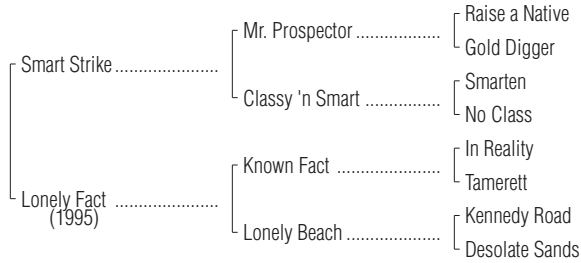 Raise a Native
Mr. Prospector ..................
Gold Digger
Smart Strike ......................
Smarten
Classy 'n Smart ................
No Class
In Reality
Known Fact ......................
Tamerett
Lonely Fact ......................
(1995)
Kennedy Road
Lonely Beach ....................
Desolate Sands